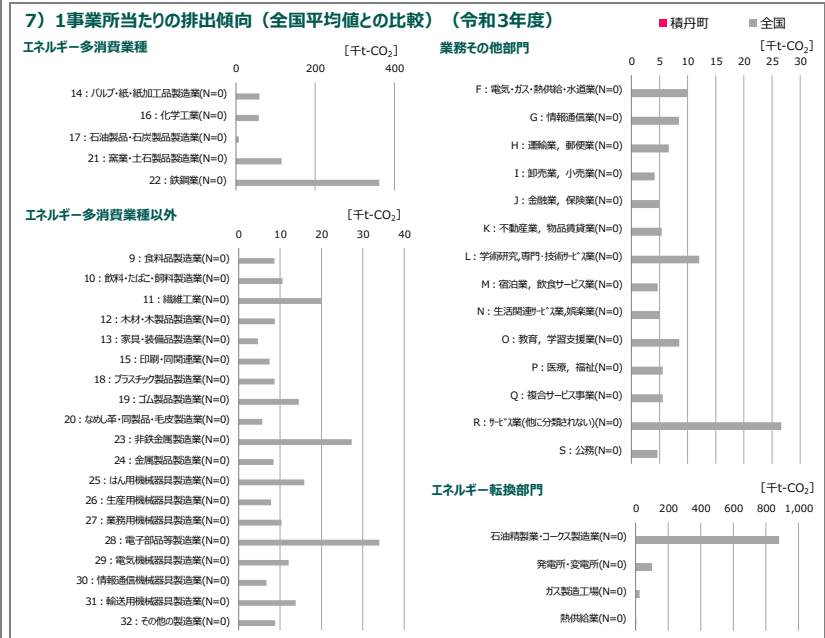 7）1事業所当たりの排出傾向（全国平均値との比較）（令和3年度）
■積丹町 ■全国
エネルギー多消費業種
[千t-CO₂]
0 200 400
14：パルプ･紙･紙加工品製造業(N=0)
16：化学工業(N=0)
17：石油製品･石炭製品製造業(N=0)
21：窯業･土石製品製造業(N=0)
22：鉄鋼業(N=0)
エネルギー多消費業種以外
[千t-CO₂]
0 10 20 30 40
9：食料品製造業(N=0)
10：飲料･たばこ･飼料製造業(N=0)
11：繊維工業(N=0)
12：木材･木製品製造業(N=0)
13：家具･装備品製造業(N=0)
15：印刷･同関連業(N=0)
18：プラスチック製品製造業(N=0)
19：ゴム製品製造業(N=0)
20：なめし革･同製品･毛皮製造業(N=0)
23：非鉄金属製造業(N=0)
24：金属製品製造業(N=0)
25：はん用機械器具製造業(N=0)
26：生産用機械器具製造業(N=0)
27：業務用機械器具製造業(N=0)
28：電子部品等製造業(N=0)
29：電気機械器具製造業(N=0)
30：情報通信機械器具製造業(N=0)
31：輸送用機械器具製造業(N=0)
32：その他の製造業(N=0)
業務その他部門
[千t-CO₂]
0 5 10 15 20 25 30
F：電気･ガス･熱供給･水道業(N=0)
G：情報通信業(N=0)
H：運輸業，郵便業(N=0)
I：卸売業，小売業(N=0)
J：金融業，保険業(N=0)
K：不動産業，物品賃貸業(N=0)
L：学術研究,専門･技術ｻｰﾋﾞｽ業(N=0)
M：宿泊業，飲食サービス業(N=0)
N：生活関連ｻｰﾋﾞｽ業,娯楽業(N=0)
O：教育，学習支援業(N=0)
P：医療，福祉(N=0)
Q：複合サービス事業(N=0)
R：ｻｰﾋﾞｽ業(他に分類されない)(N=0)
S：公務(N=0)
エネルギー転換部門
[千t-CO₂]
0 200 400 600 800 1,000
石油精製業･コークス製造業(N=0)
発電所･変電所(N=0)
ガス製造工場(N=0)
熱供給業(N=0)